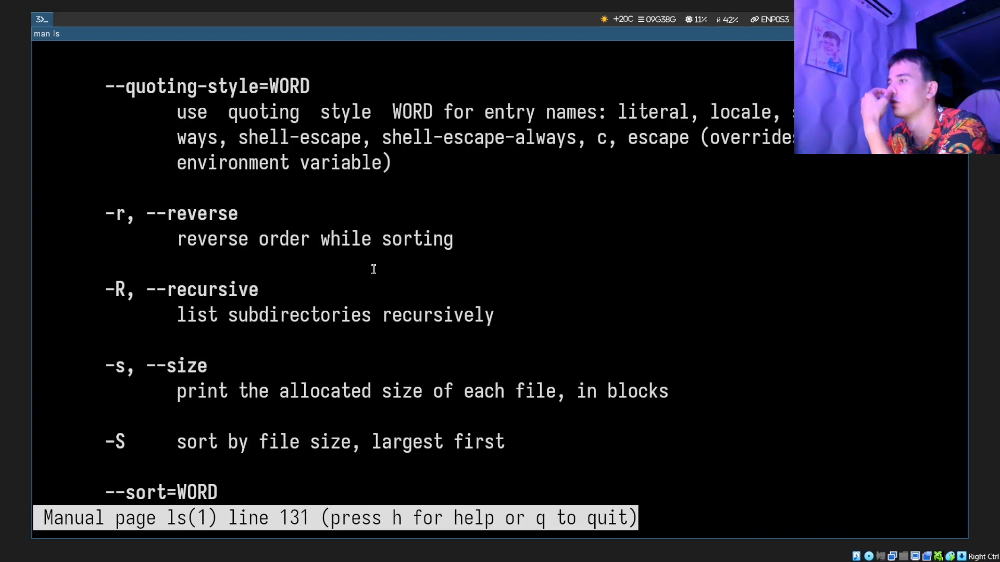 3>_
+20C 09G38G 11% 42% ENP0S3
man ls
--quoting-style=WORD
use quoting style WORD for entry names: literal, locale,
ways, shell-escape, shell-escape-always, c, escape (overrides
environment variable)
-r, --reverse
reverse order while sorting
-R, --recursive
list subdirectories recursively
-s, --size
print the allocated size of each file, in blocks
-S sort by file size, largest first
--sort=WORD
Manual page ls(1) line 131 (press h for help or q to quit)
Right Ctrl